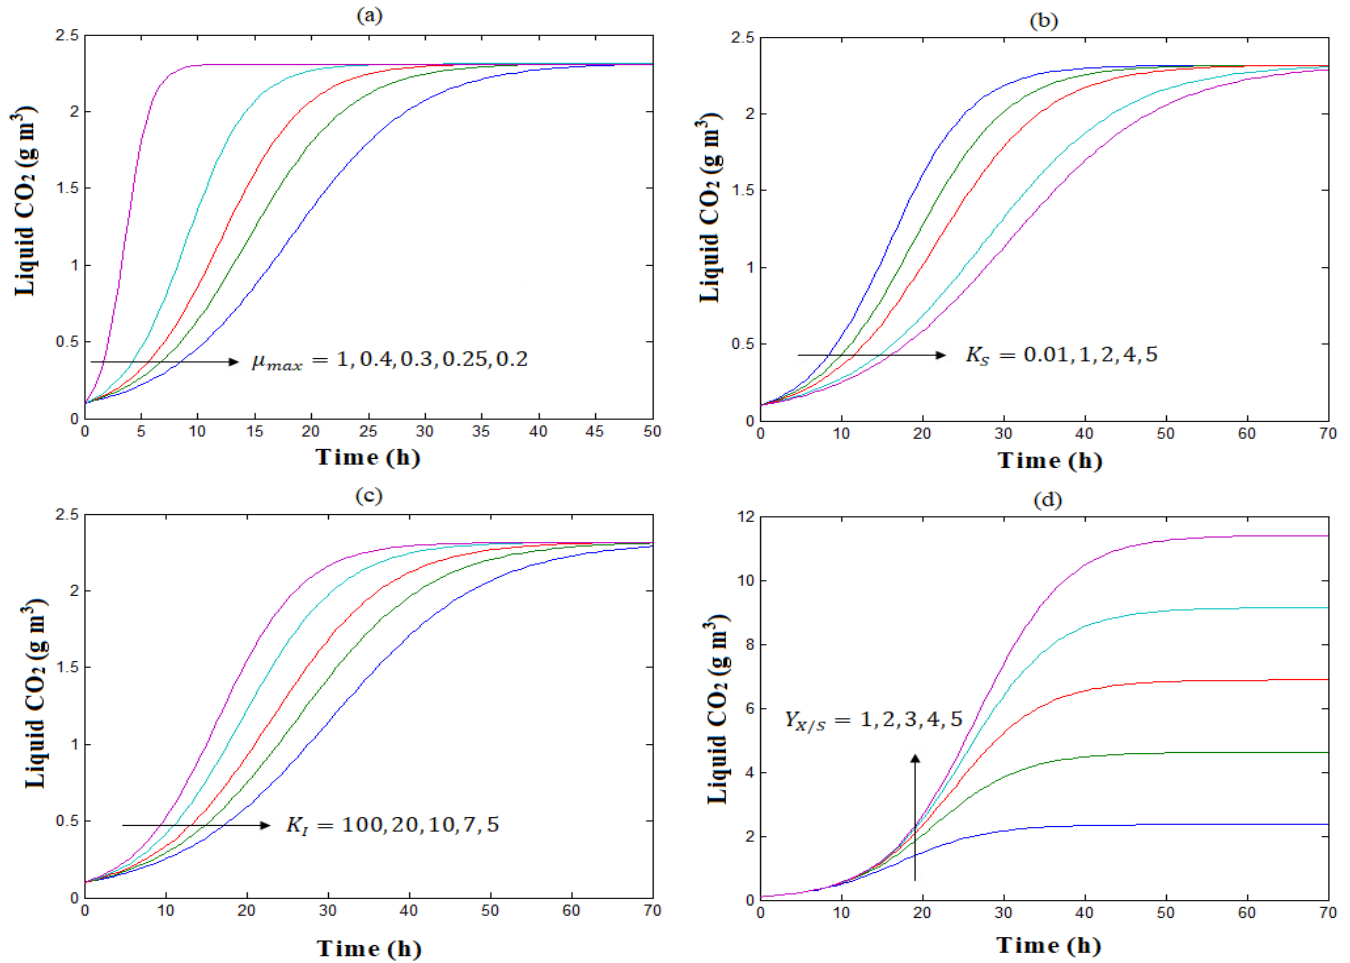 (a)
2.5
2
1.5
1
0.5
0
Liquid CO₂ (g m³)
μmax = 1, 0.4, 0.3, 0.25, 0.2
0 5 10 15 20 25 30 35 40 45 50
Time (h)
(b)
2.5
2
1.5
1
0.5
0
Liquid CO₂ (g m³)
K_S = 0.01, 1, 2, 4, 5
0 10 20 30 40 50 60 70
Time (h)
(c)
2.5
2
1.5
1
0.5
0
Liquid CO₂ (g m³)
K_I = 100, 20, 10, 7, 5
0 10 20 30 40 50 60 70
Time (h)
(d)
12
10
8
6
4
2
0
Liquid CO₂ (g m³)
Y_X/S = 1, 2, 3, 4, 5
0 10 20 30 40 50 60 70
Time (h)